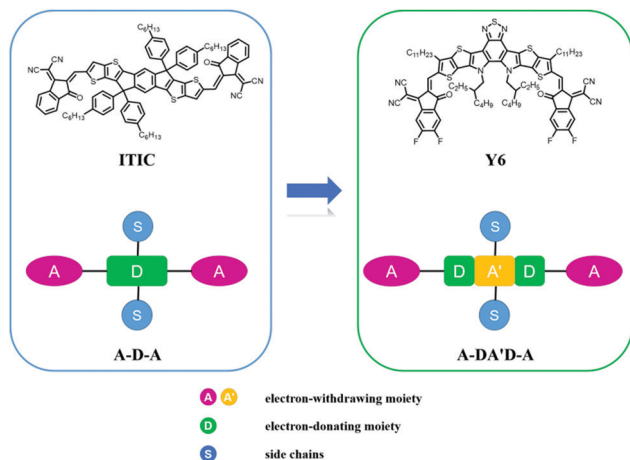 C₆H₁₃
C₆H₁₃
NC
CN
O
S
S
S
S
O
CN
NC
C₆H₁₃
C₆H₁₃
ITIC
N S N
C₁₁H₂₃
S
S
S
S
C₁₁H₂₃
N
N
NC
CN
O
C₂H₅
C₄H₉
C₂H₅
C₄H₉
O
NC
CN
F
F
F
F
Y6
S
A D A
S
A-D-A
S
A D A' D A
S
A-DA'D-A
A A' electron-withdrawing moiety
D electron-donating moiety
S side chains